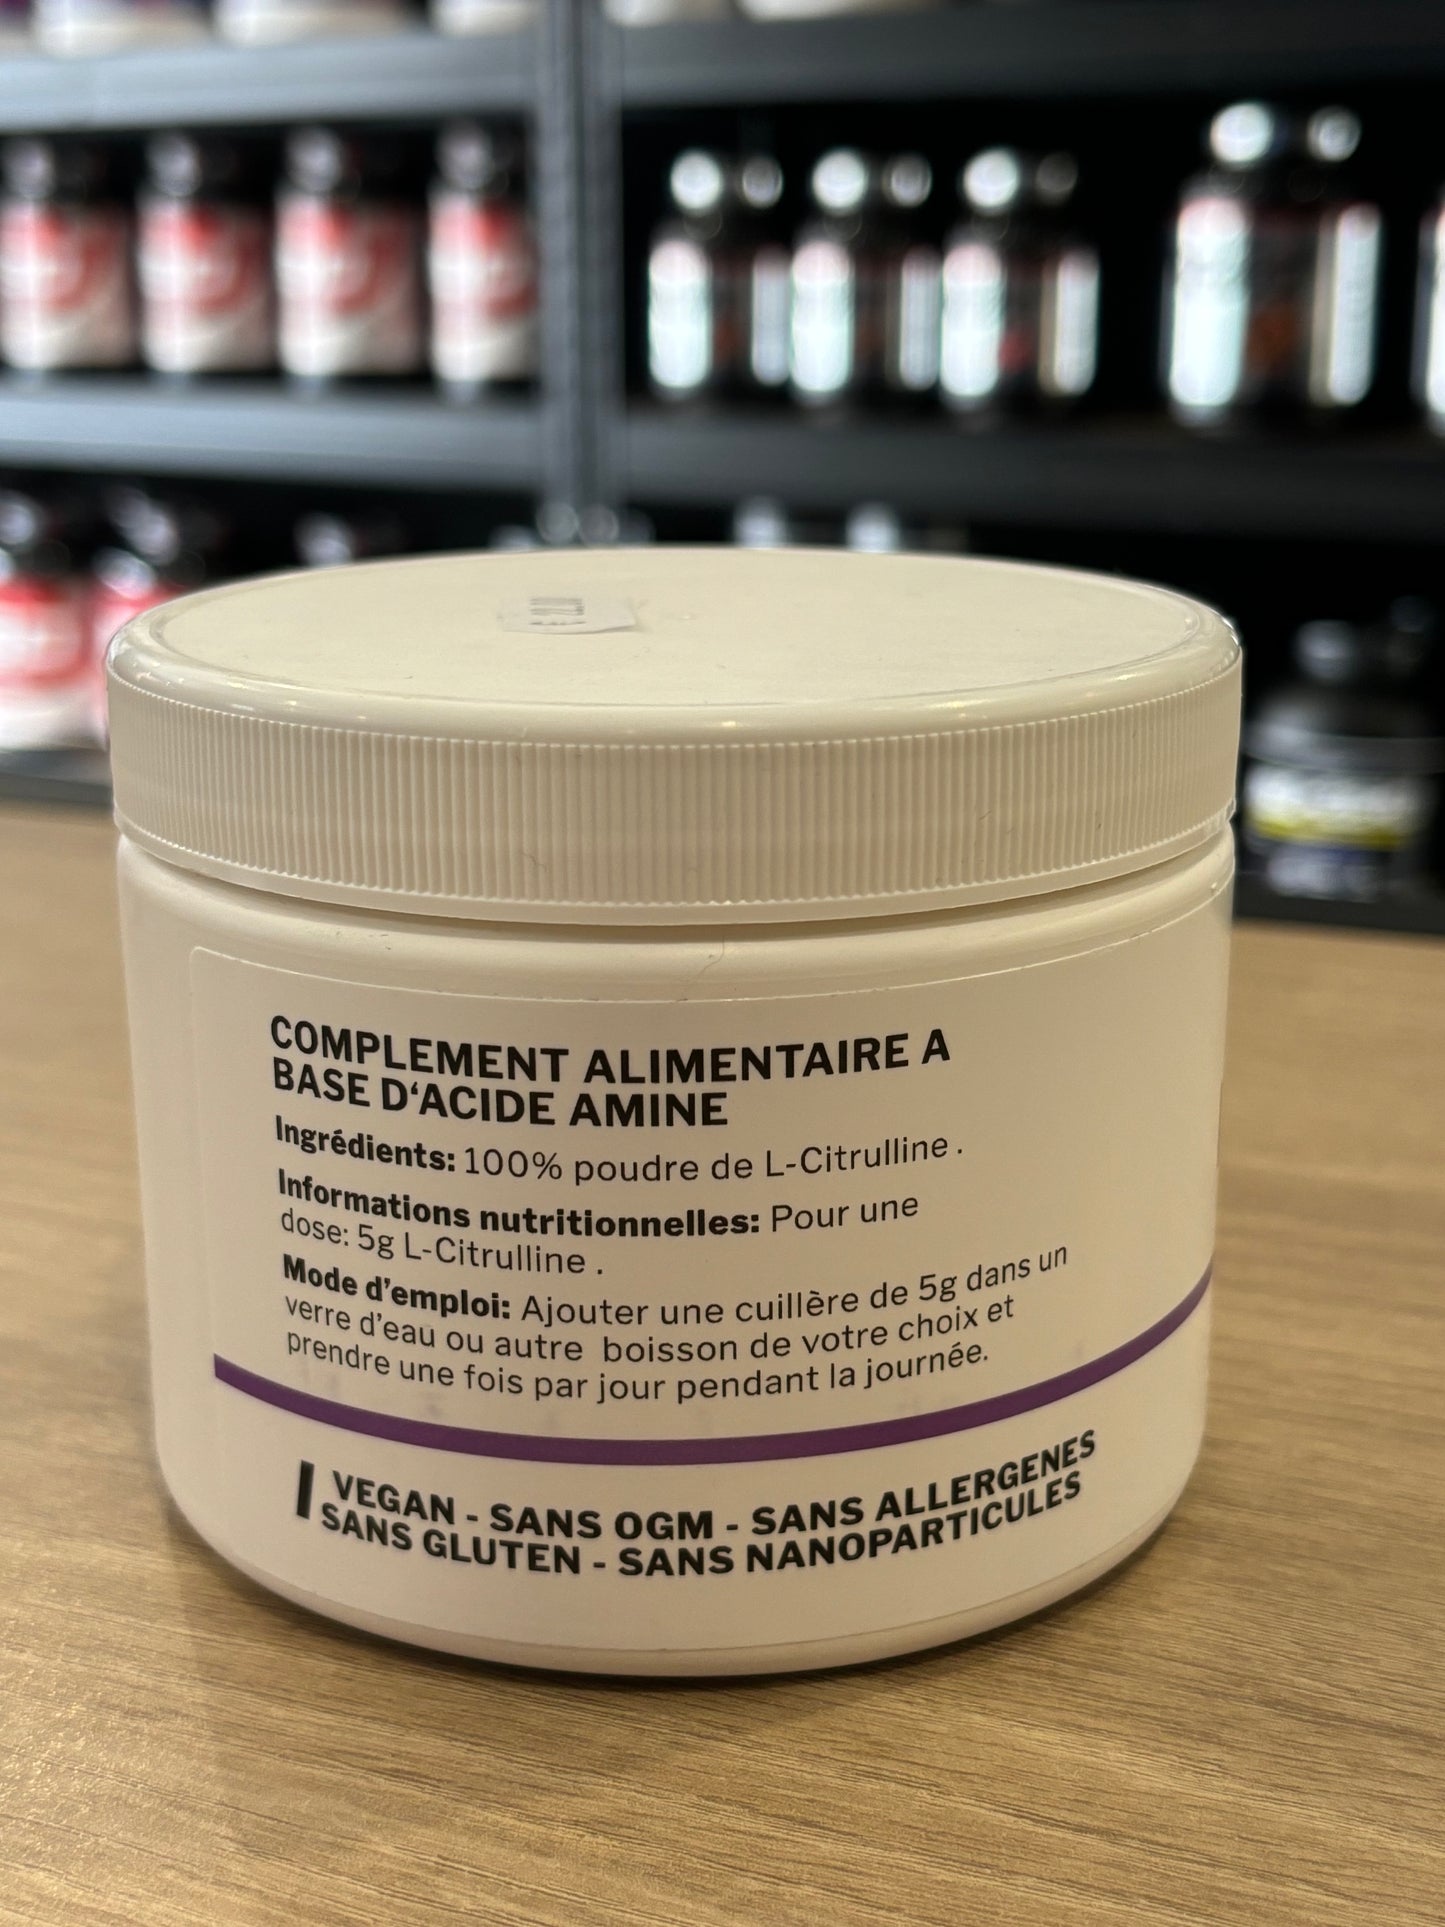 COMPLEMENT ALIMENTAIRE A
BASE D‘ACIDE AMINE
Ingrédients: 100% poudre de L-Citrulline .
Informations nutritionnelles: Pour une
dose: 5g L-Citrulline .
Mode d’emploi: Ajouter une cuillère de 5g dans un
verre d’eau ou autre boisson de votre choix et
prendre une fois par jour pendant la journée.
VEGAN - SANS OGM - SANS ALLERGENES
SANS GLUTEN - SANS NANOPARTICULES